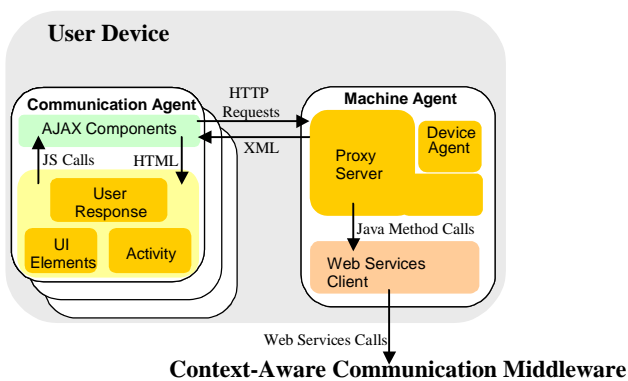 User Device
Communication Agent
AJAX Components
JS Calls
HTML
User
Response
UI
Elements
Activity
HTTP
Requests
XML
Machine Agent
Proxy
Server
Device
Agent
Java Method Calls
Web Services
Client
Web Services Calls
Context-Aware Communication Middleware